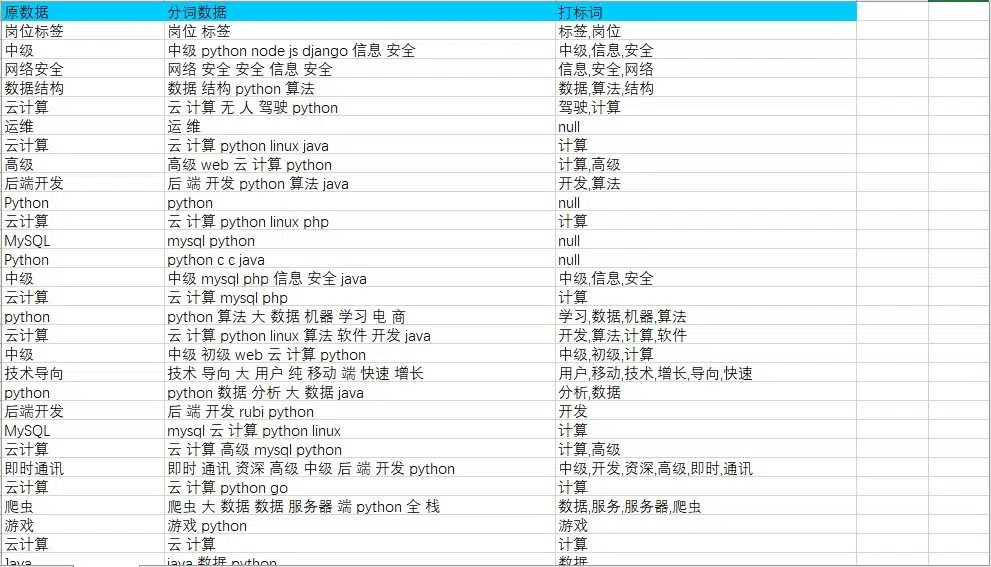 原数据 分词数据 打标词
岗位标签 岗位 标签 标签,岗位
中级 中级 python node js django 信息 安全 中级,信息,安全
网络安全 网络 安全 安全 信息 安全 信息,安全,网络
数据结构 数据 结构 python 算法 数据,算法,结构
云计算 云 计算 无 人 驾驶 python 驾驶,计算
运维 运 维 null
云计算 云 计算 python linux java 计算
高级 高级 web 云 计算 python 计算,高级
后端开发 后 端 开发 python 算法 java 开发,算法
Python python null
云计算 云 计算 python linux php 计算
MySQL mysql python null
Python python c c java null
中级 中级 mysql php 信息 安全 java 中级,信息,安全
云计算 云 计算 mysql php 计算
python python 算法 大 数据 机器 学习 电 商 学习,数据,机器,算法
云计算 云 计算 python linux 算法 软件 开发 java 开发,算法,计算,软件
中级 中级 初级 web 云 计算 python 中级,初级,计算
技术导向 技术 导向 大 用户 纯 移动 端 快速 增长 用户,移动,技术,增长,导向,快速
python python 数据 分析 大 数据 java 分析,数据
后端开发 后 端 开发 rubi python 开发
MySQL mysql 云 计算 python linux 计算
云计算 云 计算 高级 mysql python 计算,高级
即时通讯 即时 通讯 资深 高级 中级 后 端 开发 python 中级,开发,资深,高级,即时,通讯
云计算 云 计算 python go 计算
爬虫 爬虫 大 数据 数据 服务器 端 python 全 栈 数据,服务,服务器,爬虫
游戏 游戏 python 游戏
云计算 云 计算 计算
Java java 数据 python 数据